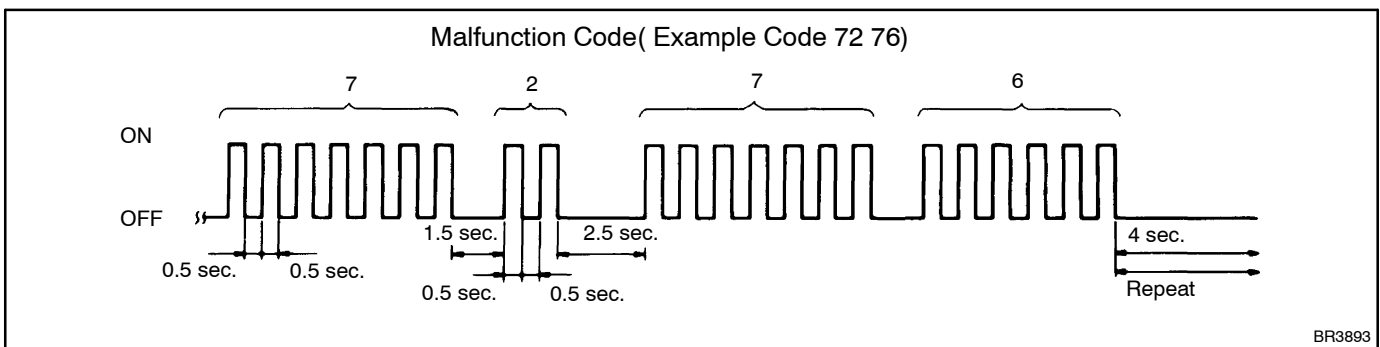 Malfunction Code( Example Code 72 76)
7 2 7 6
ON
OFF
1.5 sec. 2.5 sec. 4 sec.
0.5 sec. 0.5 sec.
0.5 sec. 0.5 sec.
Repeat
BR3893